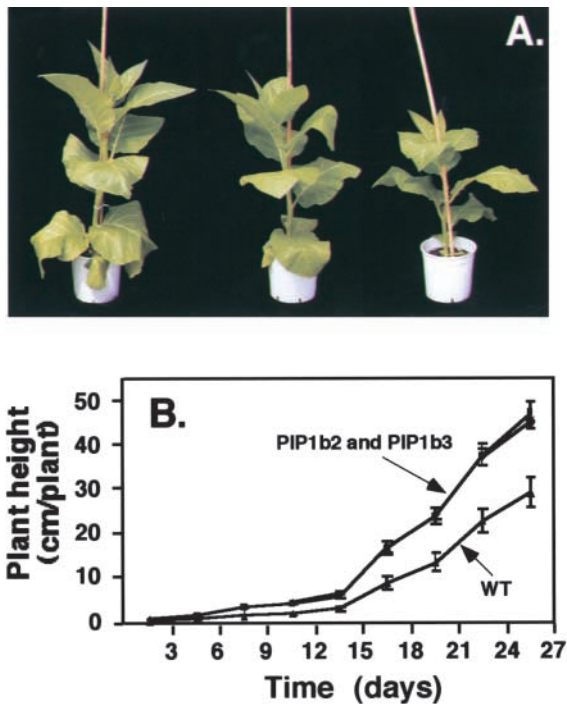 A.
B.
Plant height
(cm/plant)
50
40
30
20
10
0
PIP1b2 and PIP1b3
WT
3 6 9 12 15 18 21 24 27
Time (days)